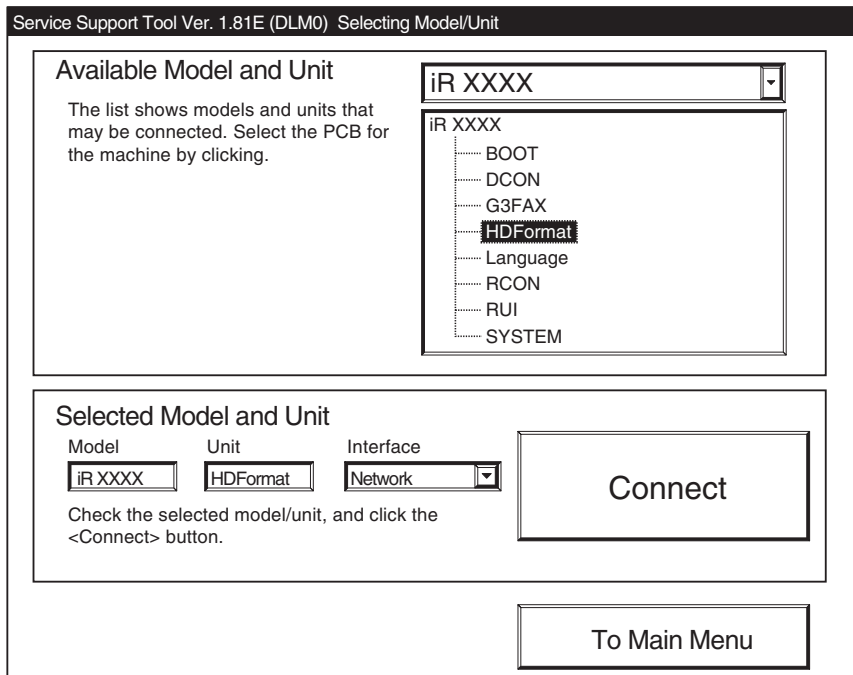 Service Support Tool Ver. 1.81E (DLM0)  Selecting Model/Unit
Available Model and Unit
The list shows models and units that
may be connected. Select the PCB for
the machine by clicking.
iR XXXX
iR XXXX
BOOT
DCON
G3FAX
HDFormat
Language
RCON
RUI
SYSTEM
Selected Model and Unit
Model Unit Interface
iR XXXX HDFormat Network
Check the selected model/unit, and click the
<Connect> button.
Connect
To Main Menu